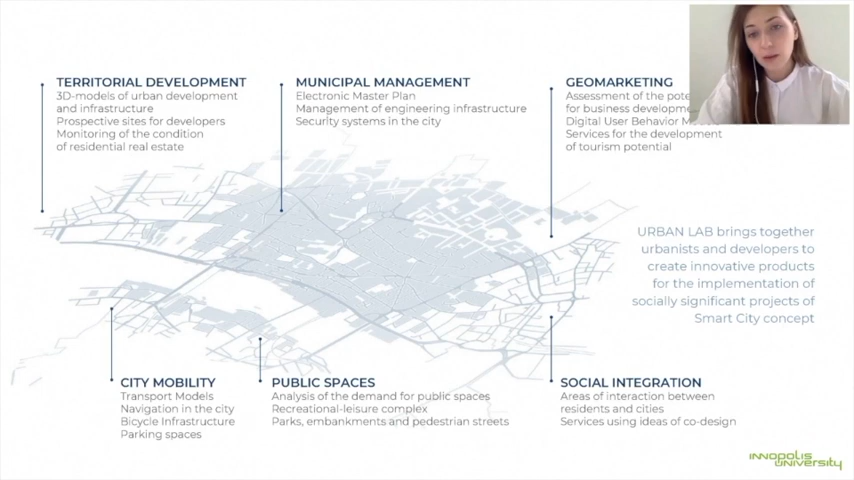 TERRITORIAL DEVELOPMENT
3D-models of urban development
and infrastructure
Prospective sites for developers
Monitoring of the condition
of residential real estate
MUNICIPAL MANAGEMENT
Electronic Master Plan
Management of engineering infrastructure
Security systems in the city
GEOMARKETING
Assessment of the
for business
Digital User Behavior
Services for the development
of tourism potential
URBAN LAB brings together
urbanists and developers to
create innovative products
for the implementation of
socially significant projects of
Smart City concept
CITY MOBILITY
Transport Models
Navigation in the city
Bicycle Infrastructure
Parking spaces
PUBLIC SPACES
Analysis of the demand for public spaces
Recreational-leisure complex
Parks, embankments and pedestrian streets
SOCIAL INTEGRATION
Areas of interaction between
residents and cities
Services using ideas of co-design
INNOPOLIS
UNIVERSITY